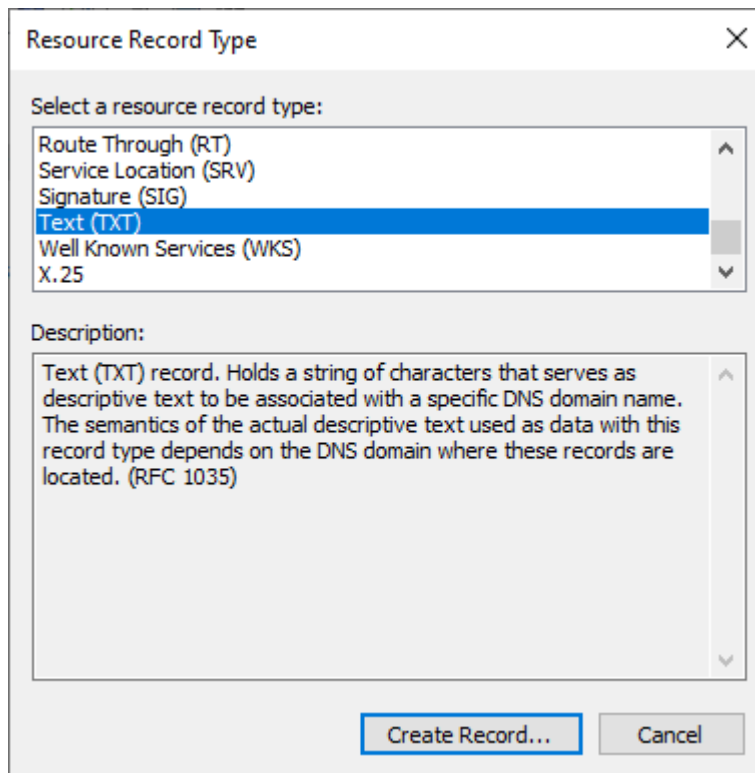 Resource Record Type
Select a resource record type:
Route Through (RT)
Service Location (SRV)
Signature (SIG)
Text (TXT)
Well Known Services (WKS)
X.25
Description:
Text (TXT) record. Holds a string of characters that serves as
descriptive text to be associated with a specific DNS domain name.
The semantics of the actual descriptive text used as data with this
record type depends on the DNS domain where these records are
located. (RFC 1035)
Create Record...
Cancel